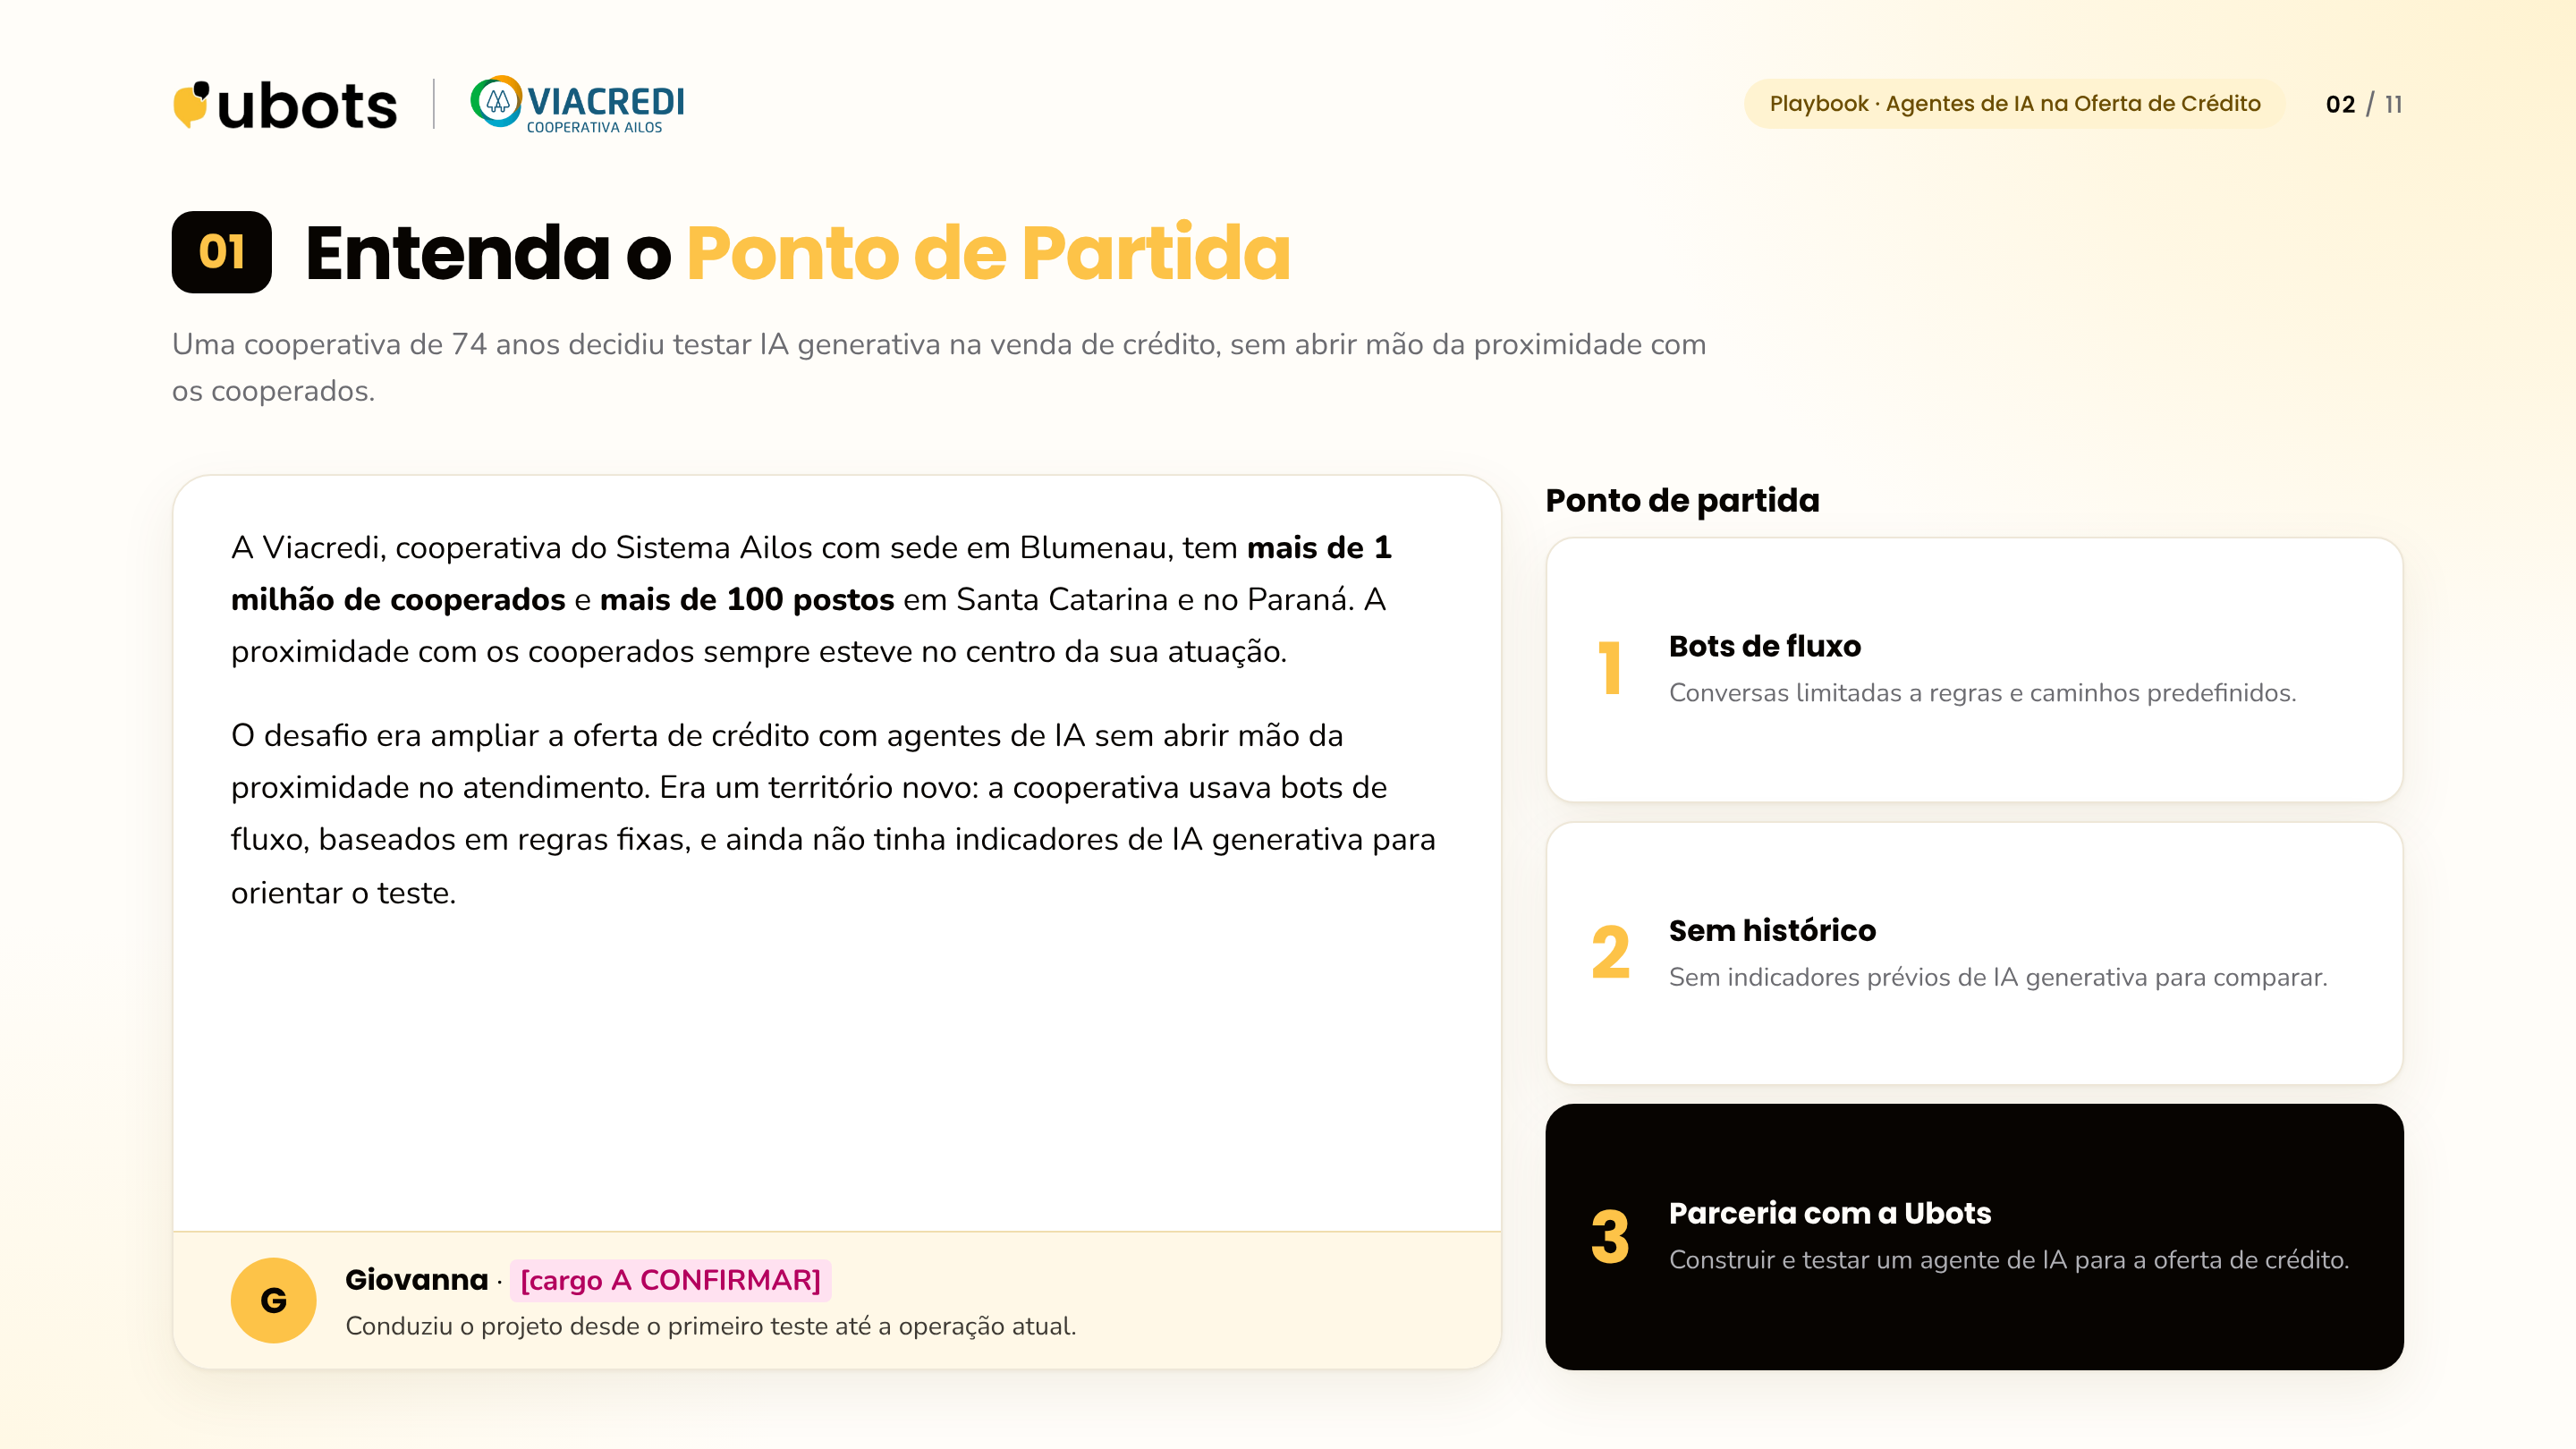 ubots
VIACREDI
COOPERATIVA AILOS
Playbook · Agentes de IA na Oferta de Crédito
02 / 11
01
Entenda o Ponto de Partida
Uma cooperativa de 74 anos decidiu testar IA generativa na venda de crédito, sem abrir mão da proximidade com
os cooperados.
A Viacredi, cooperativa do Sistema Ailos com sede em Blumenau, tem mais de 1
milhão de cooperados e mais de 100 postos em Santa Catarina e no Paraná. A
proximidade com os cooperados sempre esteve no centro da sua atuação.
O desafio era ampliar a oferta de crédito com agentes de IA sem abrir mão da
proximidade no atendimento. Era um território novo: a cooperativa usava bots de
fluxo, baseados em regras fixas, e ainda não tinha indicadores de IA generativa para
orientar o teste.
G
Giovanna · [cargo A CONFIRMAR]
Conduziu o projeto desde o primeiro teste até a operação atual.
Ponto de partida
1
Bots de fluxo
Conversas limitadas a regras e caminhos predefinidos.
2
Sem histórico
Sem indicadores prévios de IA generativa para comparar.
3
Parceria com a Ubots
Construir e testar um agente de IA para a oferta de crédito.